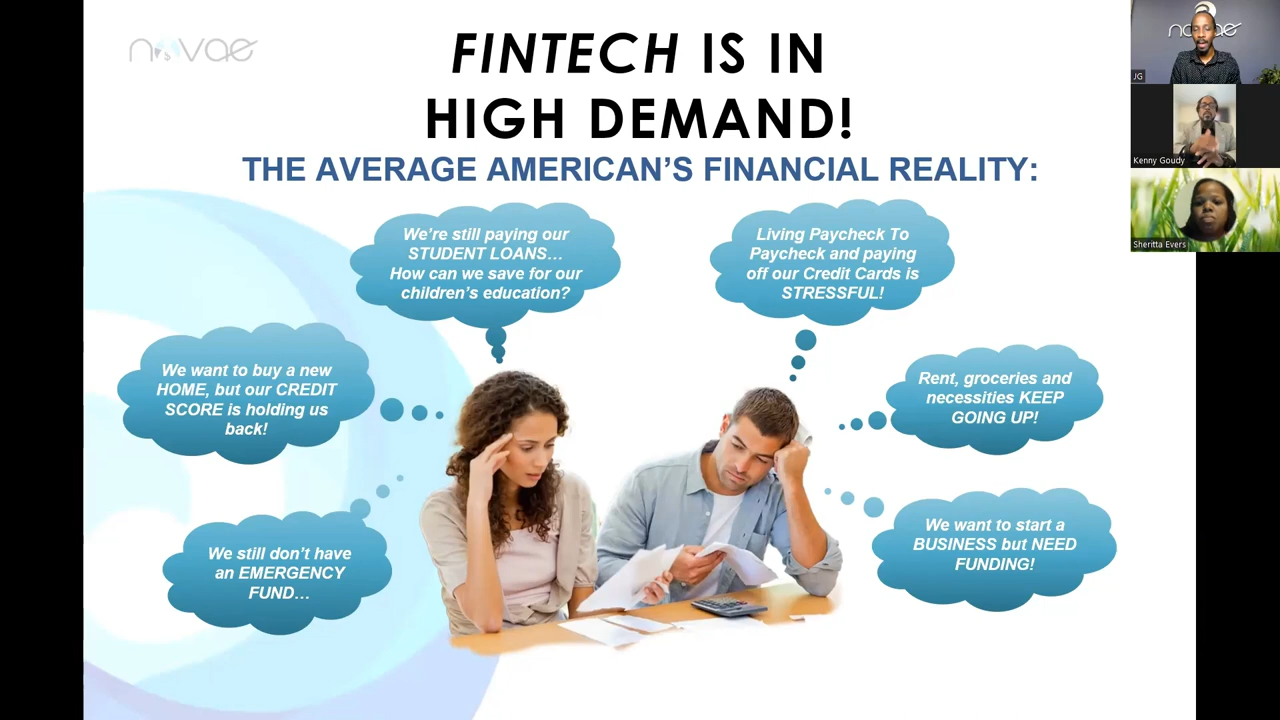 novae
FINTECH IS IN
HIGH DEMAND!
THE AVERAGE AMERICAN'S FINANCIAL REALITY:
We're still paying our
STUDENT LOANS...
How can we save for our
children's education?
Living Paycheck To
Paycheck and paying
off our Credit Cards is
STRESSFUL!
We want to buy a new
HOME, but our CREDIT
SCORE is holding us
back!
Rent, groceries and
necessities KEEP
GOING UP!
We still don't have
an EMERGENCY
FUND...
We want to start a
BUSINESS but NEED
FUNDING!
novae
JG
Kenny Goudy
Sheritta Evers